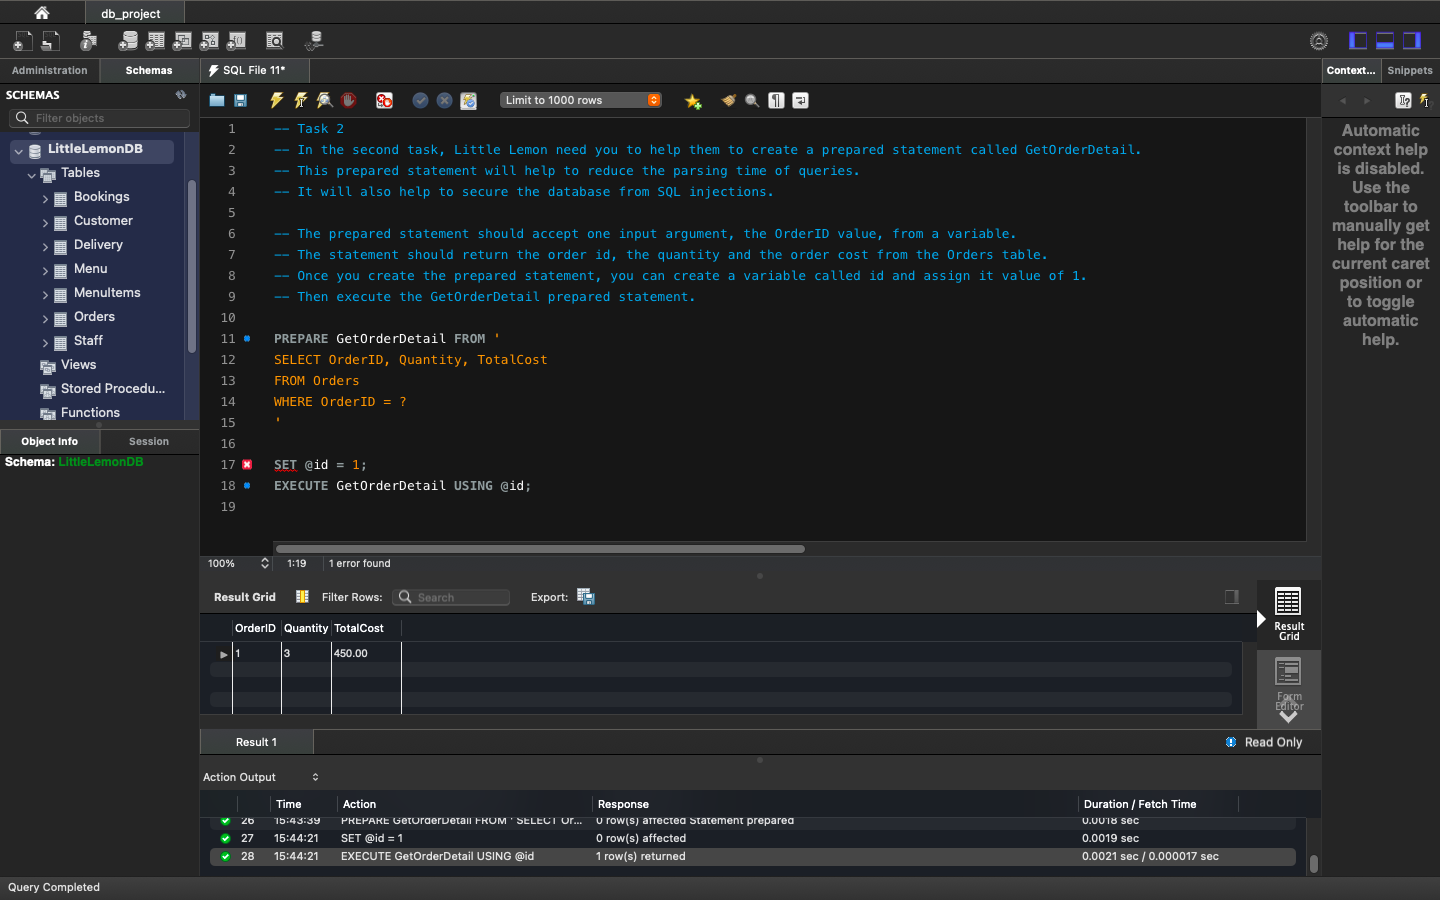 db_project
Administration
Schemas
SQL File 11*
Context...
Snippets
SCHEMAS
Filter objects
Limit to 1000 rows
LittleLemonDB
Tables
Bookings
Customer
Delivery
Menu
MenuItems
Orders
Staff
Views
Stored Procedu...
Functions
Object Info
Session
Schema: LittleLemonDB
1 -- Task 2
2 -- In the second task, Little Lemon need you to help them to create a prepared statement called GetOrderDetail.
3 -- This prepared statement will help to reduce the parsing time of queries.
4 -- It will also help to secure the database from SQL injections.
5
6 -- The prepared statement should accept one input argument, the OrderID value, from a variable.
7 -- The statement should return the order id, the quantity and the order cost from the Orders table.
8 -- Once you create the prepared statement, you can create a variable called id and assign it value of 1.
9 -- Then execute the GetOrderDetail prepared statement.
10
11 PREPARE GetOrderDetail FROM '
12 SELECT OrderID, Quantity, TotalCost
13 FROM Orders
14 WHERE OrderID = ?
15 '
16
17 SET @id = 1;
18 EXECUTE GetOrderDetail USING @id;
19
Automatic
context help
is disabled.
Use the
toolbar to
manually get
help for the
current caret
position or
to toggle
automatic
help.
100%
1:19
1 error found
Result Grid
Filter Rows:
Search
Export:
OrderID Quantity TotalCost
1 3 450.00
Result
Grid
Form
Editor
Result 1
Read Only
Action Output
Time Action Response Duration / Fetch Time
26 15:43:39 PREPARE GetOrderDetail FROM ' SELECT Or... 0 row(s) affected Statement prepared 0.0018 sec
27 15:44:21 SET @id = 1 0 row(s) affected 0.0019 sec
28 15:44:21 EXECUTE GetOrderDetail USING @id 1 row(s) returned 0.0021 sec / 0.000017 sec
Query Completed